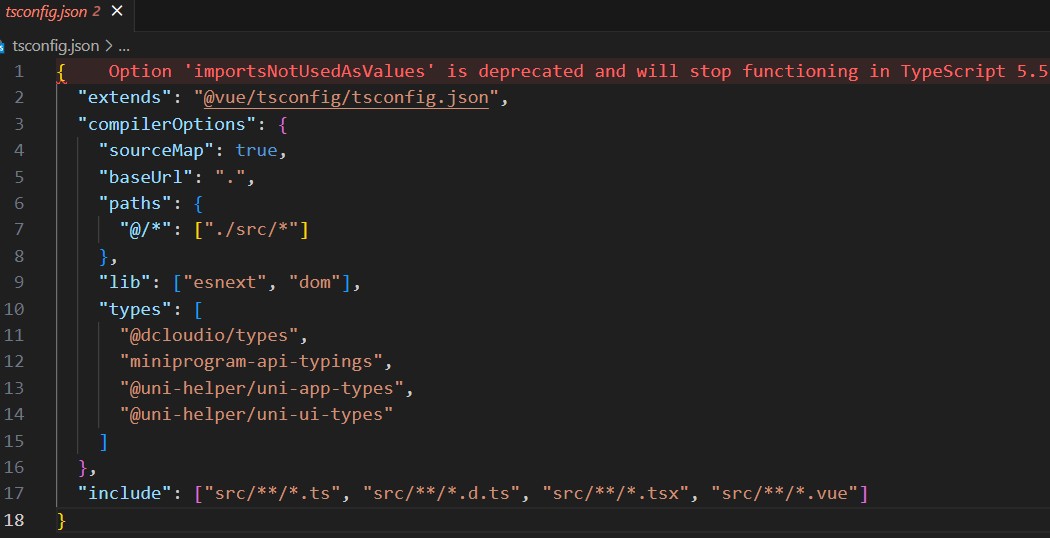 tsconfig.json 2 ×
tsconfig.json > ...
1 { Option 'importsNotUsedAsValues' is deprecated and will stop functioning in TypeScript 5.5
2 "extends": "@vue/tsconfig/tsconfig.json",
3 "compilerOptions": {
4 "sourceMap": true,
5 "baseUrl": ".",
6 "paths": {
7 "@/*": ["./src/*"]
8 },
9 "lib": ["esnext", "dom"],
10 "types": [
11 "@dcloudio/types",
12 "miniprogram-api-typings",
13 "@uni-helper/uni-app-types",
14 "@uni-helper/uni-ui-types"
15 ]
16 },
17 "include": ["src/**/*.ts", "src/**/*.d.ts", "src/**/*.tsx", "src/**/*.vue"]
18 }